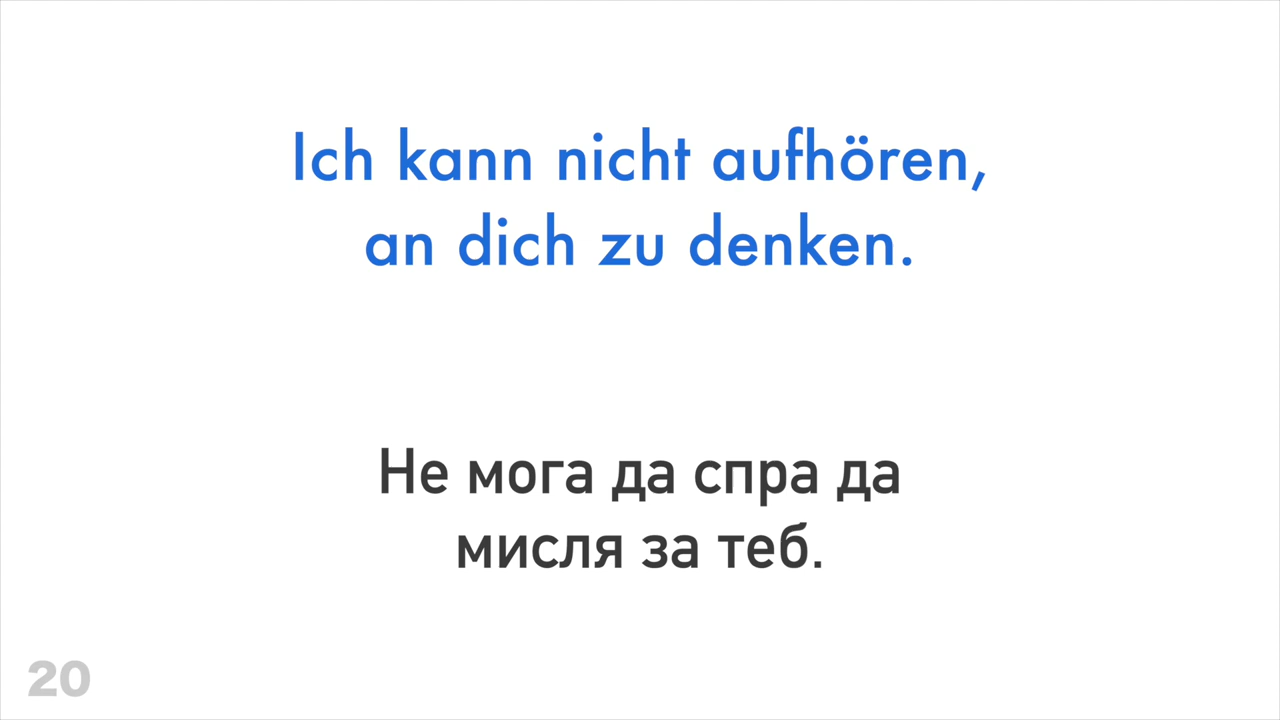 Ich kann nicht aufhören,
an dich zu denken.
Не мога да спра да
мисля за теб.
20